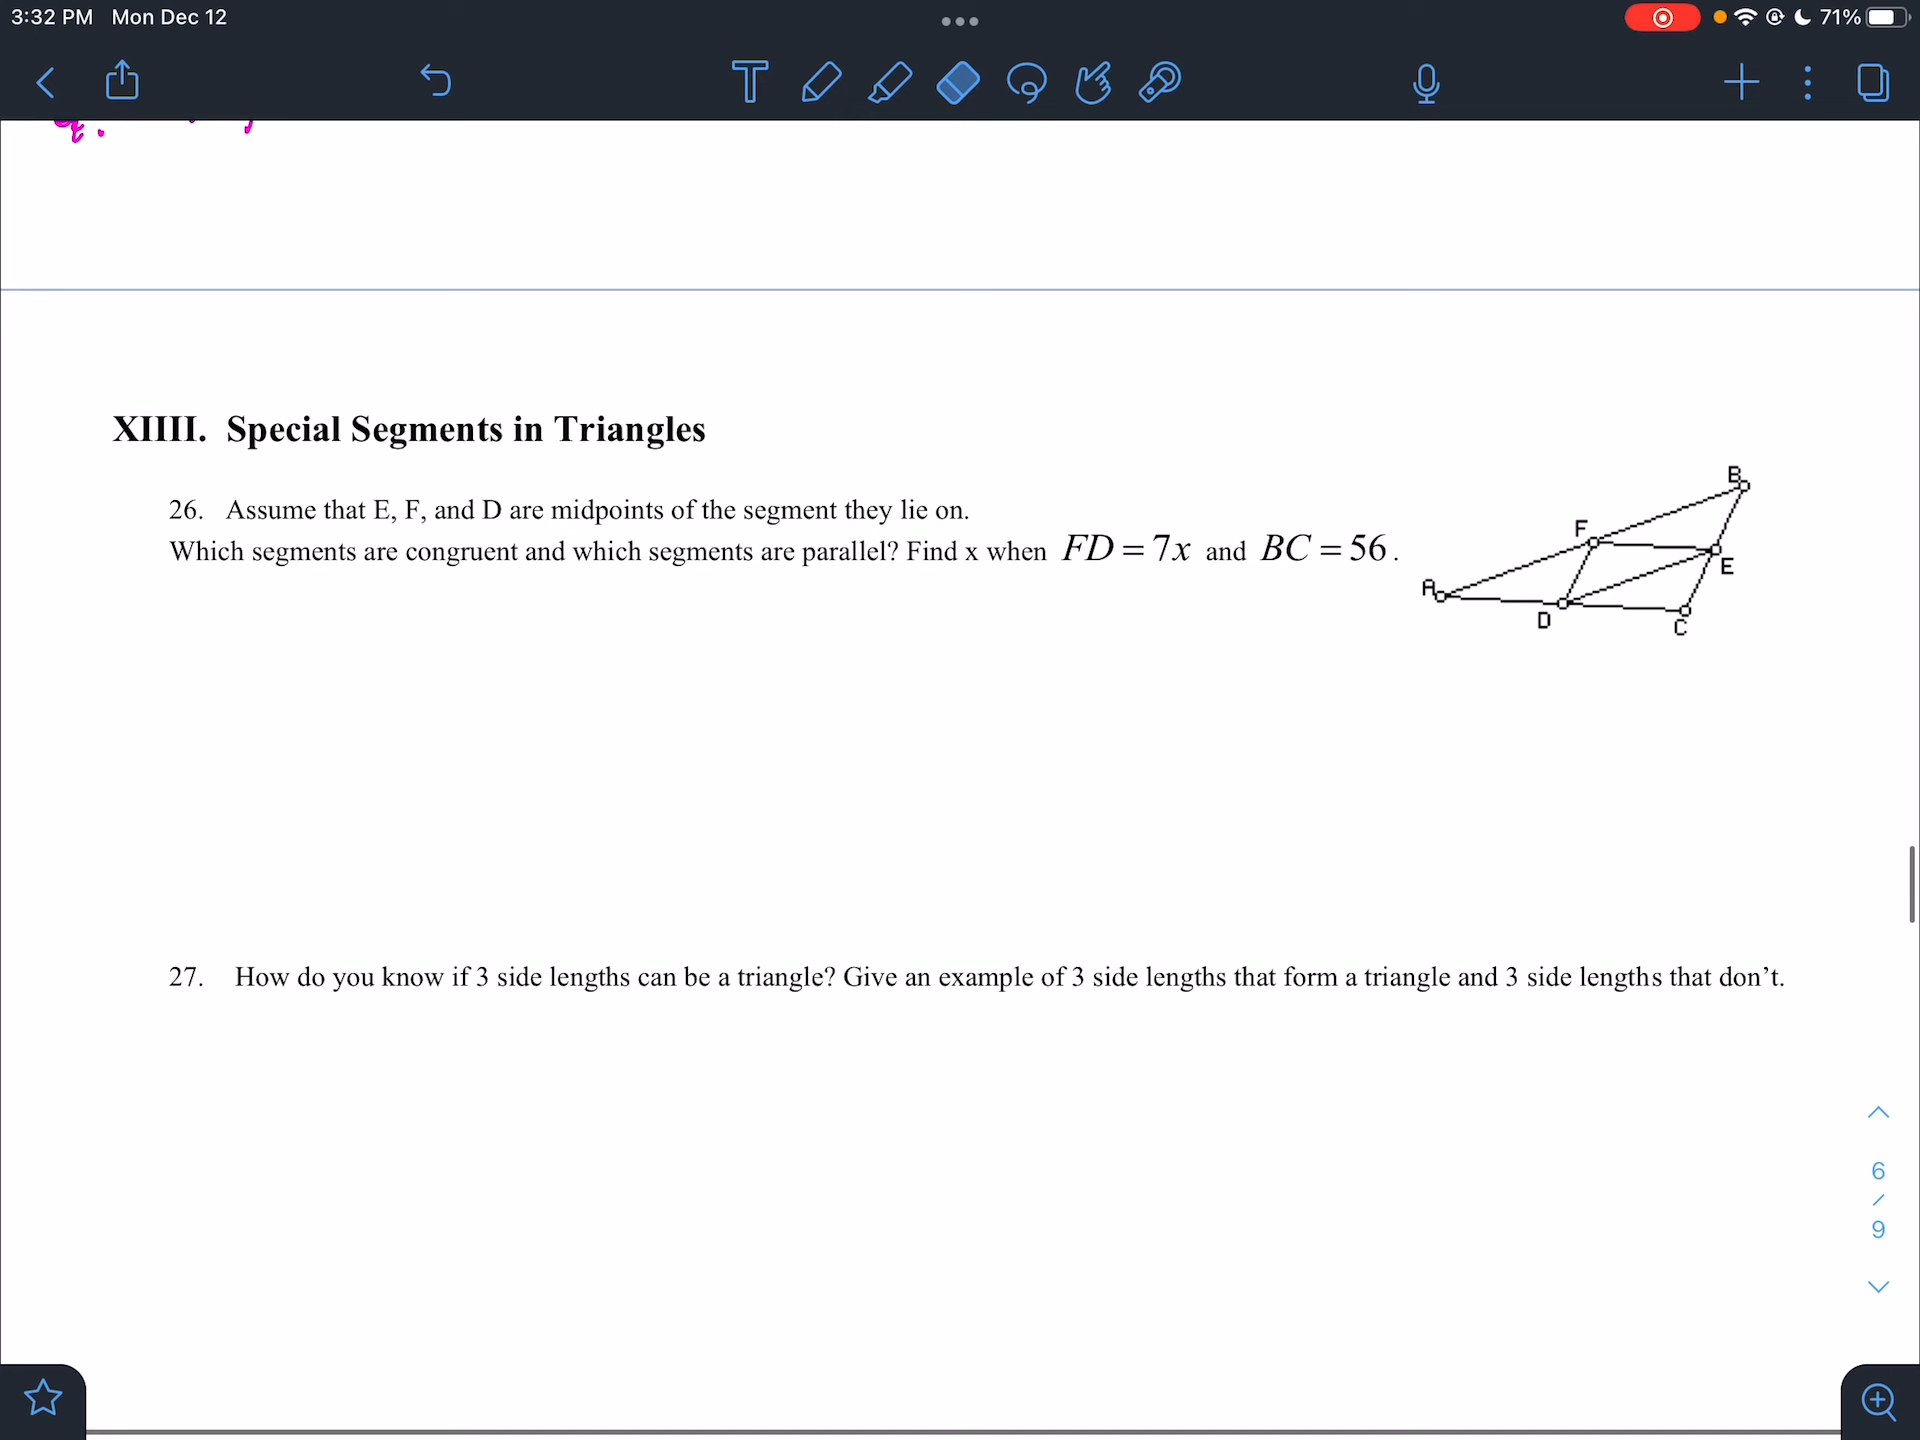 3:32 PM Mon Dec 12
71%
T
XIIII. Special Segments in Triangles
26. Assume that E, F, and D are midpoints of the segment they lie on.
Which segments are congruent and which segments are parallel? Find x when FD = 7x and BC = 56.
B
F
E
A
D
C
27. How do you know if 3 side lengths can be a triangle? Give an example of 3 side lengths that form a triangle and 3 side lengths that don't.
6
/
9